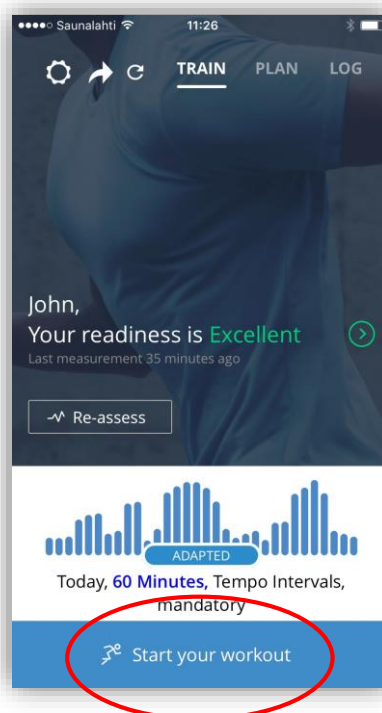 Saunalahti 11:26
TRAIN PLAN LOG
John,
Your readiness is Excellent
Last measurement 35 minutes ago
Re-assess
ADAPTED
Today, 60 Minutes, Tempo Intervals,
mandatory
Start your workout